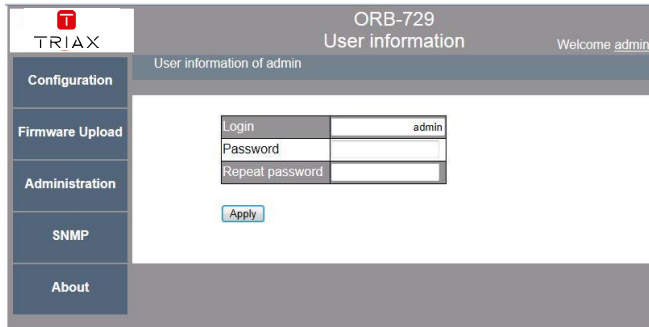 T
TRIAX
ORB-729
User information
Welcome admin
User information of admin
Configuration
Firmware Upload
Administration
SNMP
About
Login admin
Password
Repeat password
Apply